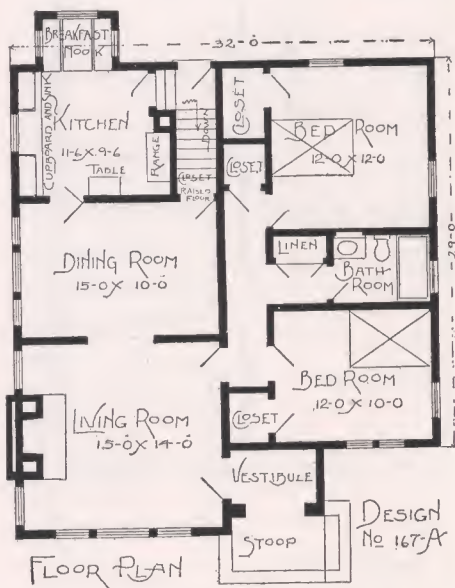 BREAKFAST
NOOK
32-0
KITCHEN
11-6 X 9-6
CUPBOARD AND SINK
TABLE
RANGE
DOWN
CLOSET
RAISED
FLOOR
CLOSET
CLOSET
BED ROOM
12-0 X 12-0
29-0
DINING ROOM
15-0 X 10-0
LINEN
BATH-
ROOM
BED ROOM
12-0 X 10-0
LIVING ROOM
15-0 X 14-0
CLOSET
VESTIBULE
STOOP
DESIGN
No 167-A
FLOOR PLAN